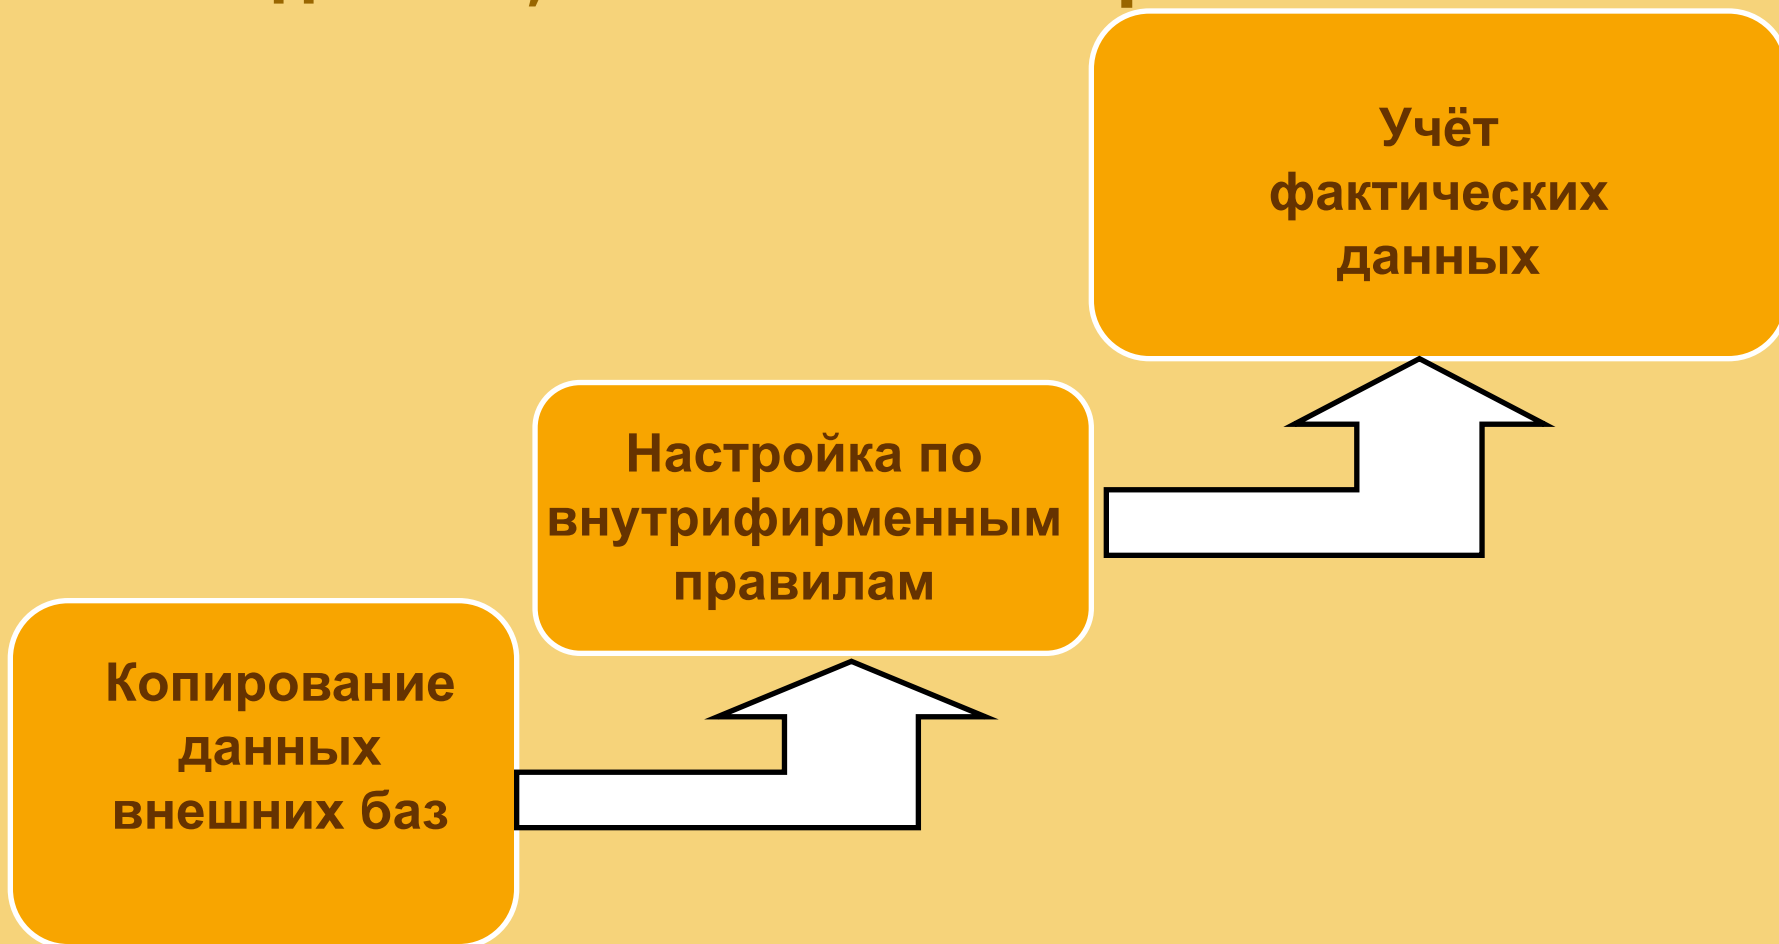 Учёт
фактических
данных
Настройка по
внутрифирменным
правилам
Копирование
данных
внешних баз